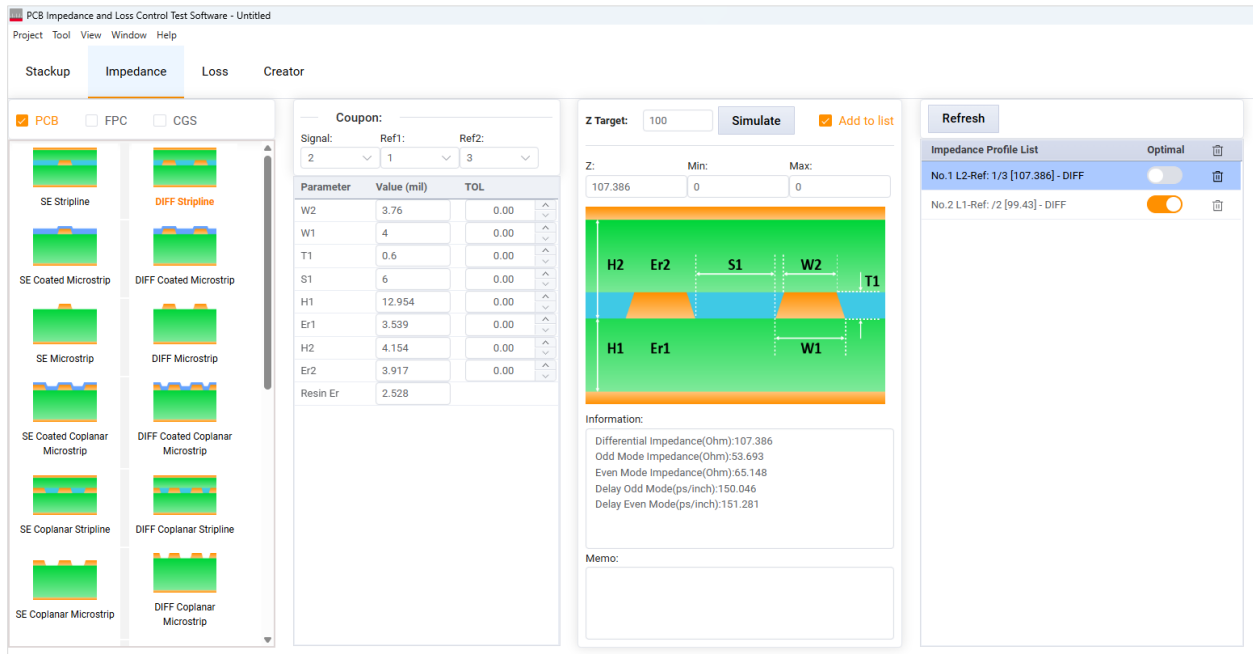 PCB Impedance and Loss Control Test Software - Untitled
Project Tool View Window Help
Stackup Impedance Loss Creator
PCB FPC CGS
SE Stripline DIFF Stripline
SE Coated Microstrip DIFF Coated Microstrip
SE Microstrip DIFF Microstrip
SE Coated Coplanar Microstrip
DIFF Coated Coplanar Microstrip
SE Coplanar Stripline DIFF Coplanar Stripline
SE Coplanar Microstrip
DIFF Coplanar Microstrip
Coupon:
Signal: Ref1: Ref2:
2 1 3
Parameter Value (mil) TOL
W2 3.76 0.00
W1 4 0.00
T1 0.6 0.00
S1 6 0.00
H1 12.954 0.00
Er1 3.539 0.00
H2 4.154 0.00
Er2 3.917 0.00
Resin Er 2.528
Z Target: 100 Simulate Add to list
Z: Min: Max:
107.386 0 0
H2 Er2 S1 W2
T1
H1 Er1 W1
Information:
Differential Impedance(Ohm):107.386
Odd Mode Impedance(Ohm):53.693
Even Mode Impedance(Ohm):65.148
Delay Odd Mode(ps/inch):150.046
Delay Even Mode(ps/inch):151.281
Memo:
Refresh
Impedance Profile List Optimal
No.1 L2-Ref: 1/3 [107.386] - DIFF
No.2 L1-Ref: /2 [99.43] - DIFF